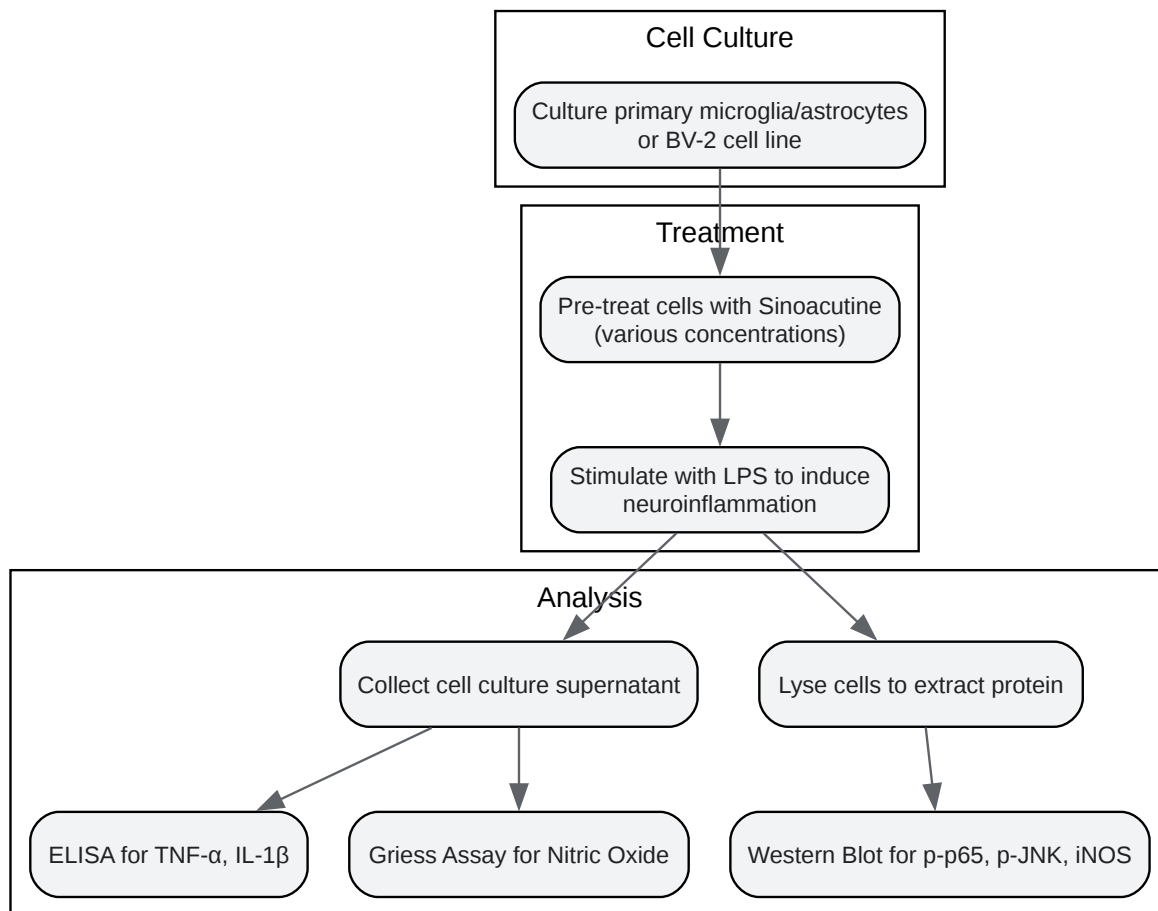 Cell Culture
Culture primary microglia/astrocytes
or BV-2 cell line
Treatment
Pre-treat cells with Sinoacutine
(various concentrations)
Stimulate with LPS to induce
neuroinflammation
Analysis
Collect cell culture supernatant
Lyse cells to extract protein
ELISA for TNF-α, IL-1β
Griess Assay for Nitric Oxide
Western Blot for p-p65, p-JNK, iNOS